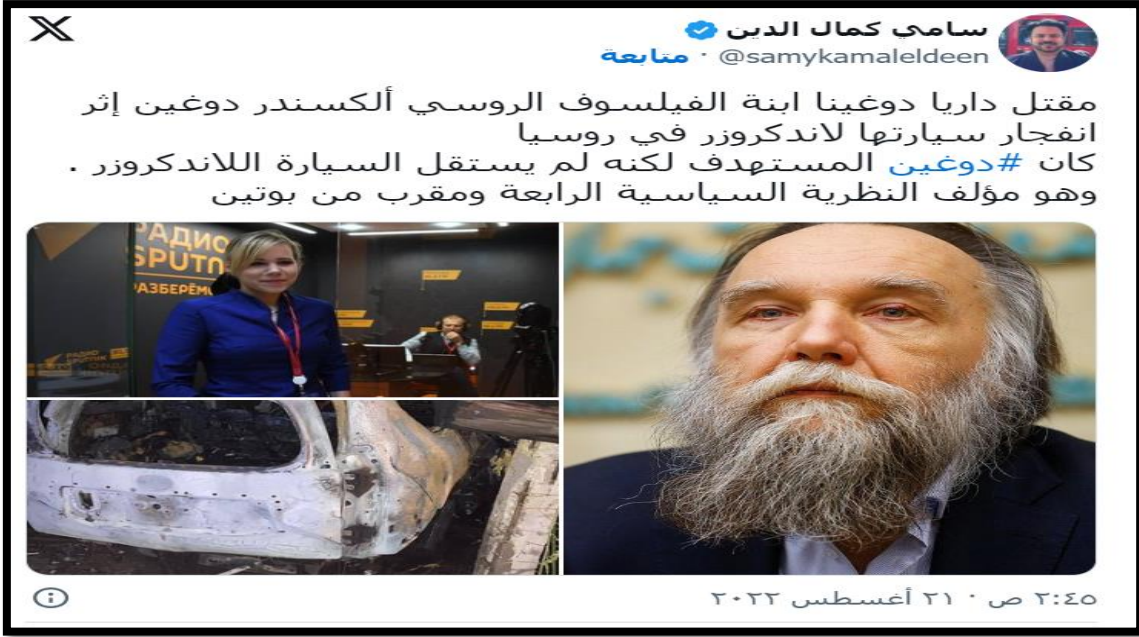 سامي كمال الدين
@samykamaleldeen · متابعة
مقتل داريا دوغينا ابنة الفيلسوف الروسي ألكسندر دوغين إثر
انفجار سيارتها لاندكروزر في روسيا
كان #دوغين المستهدف لكنه لم يستقل السيارة اللاندكروزر .
وهو مؤلف النظرية السياسية الرابعة ومقرب من بوتين
РАДИО
SPUTN
РАЗБЕРЁМ
РАДИО
SPUTNIK
٢:٤٥ ص · ٢١ أغسطس ٢٠٢٢